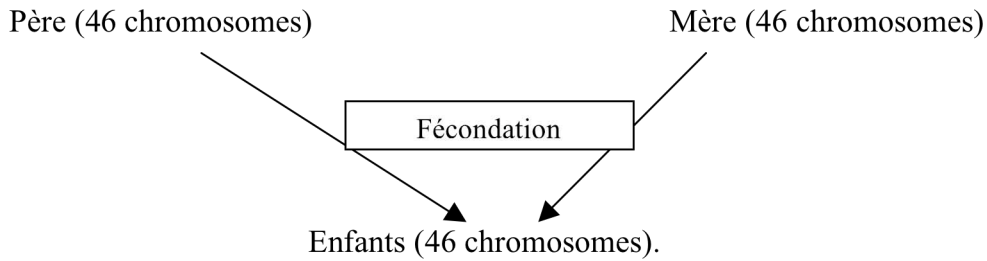 Père (46 chromosomes)
Mère (46 chromosomes)
Fécondation
Enfants (46 chromosomes).